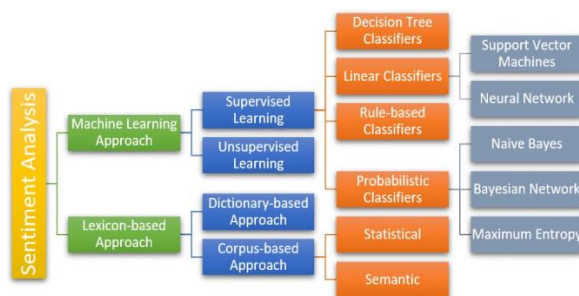 Sentiment Analysis
Machine Learning
Approach
Lexicon-based
Approach
Supervised
Learning
Unsupervised
Learning
Dictionary-based
Approach
Corpus-based
Approach
Decision Tree
Classifiers
Linear Classifiers
Rule-based
Classifiers
Probabilistic
Classifiers
Statistical
Semantic
Support Vector
Machines
Neural Network
Naive Bayes
Bayesian Network
Maximum Entropy